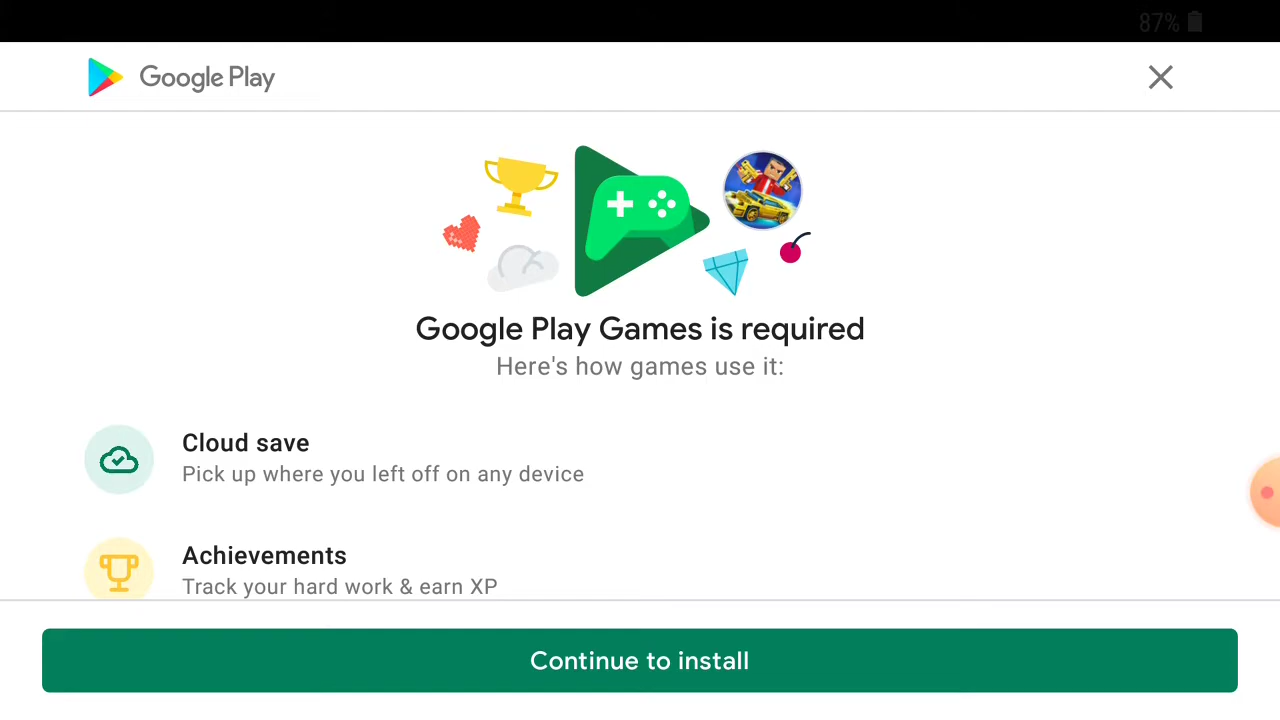 87%
Google Play
Google Play Games is required
Here's how games use it:
Cloud save
Pick up where you left off on any device
Achievements
Track your hard work & earn XP
Continue to install